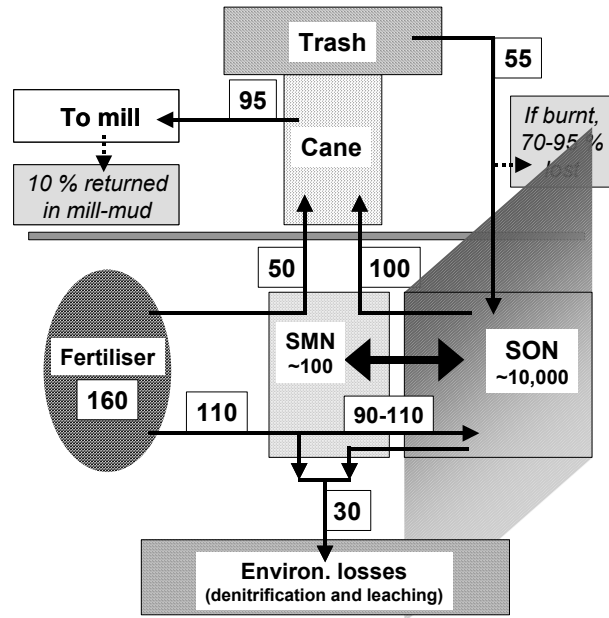 Trash
55
95
To mill
If burnt,
70-95 %
lost
Cane
10 % returned
in mill-mud
50
100
SMN
~100
SON
~10,000
Fertiliser
160
110
90-110
30
Environ. losses
(denitrification and leaching)